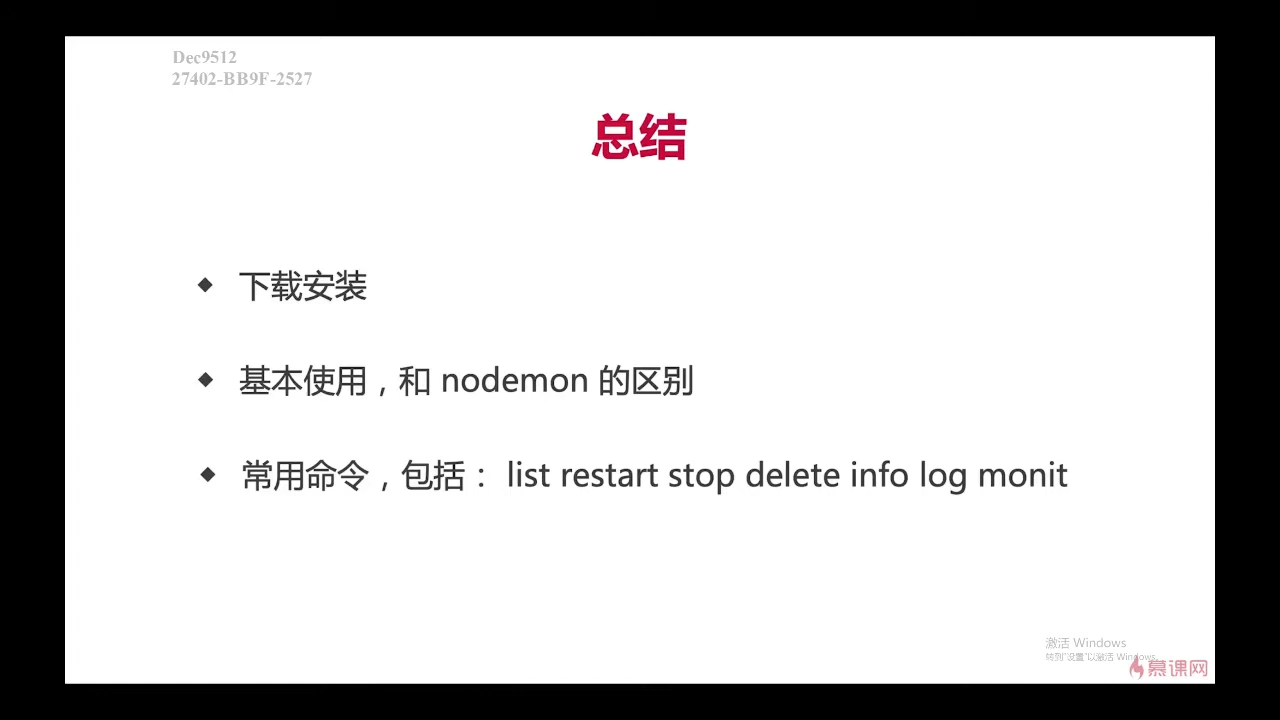 Dec9512
27402-BB9F-2527
总结
下载安装
基本使用，和 nodemon 的区别
常用命令，包括： list restart stop delete info log monit
激活 Windows
转到"设置"以激活 Windows。
慕课网